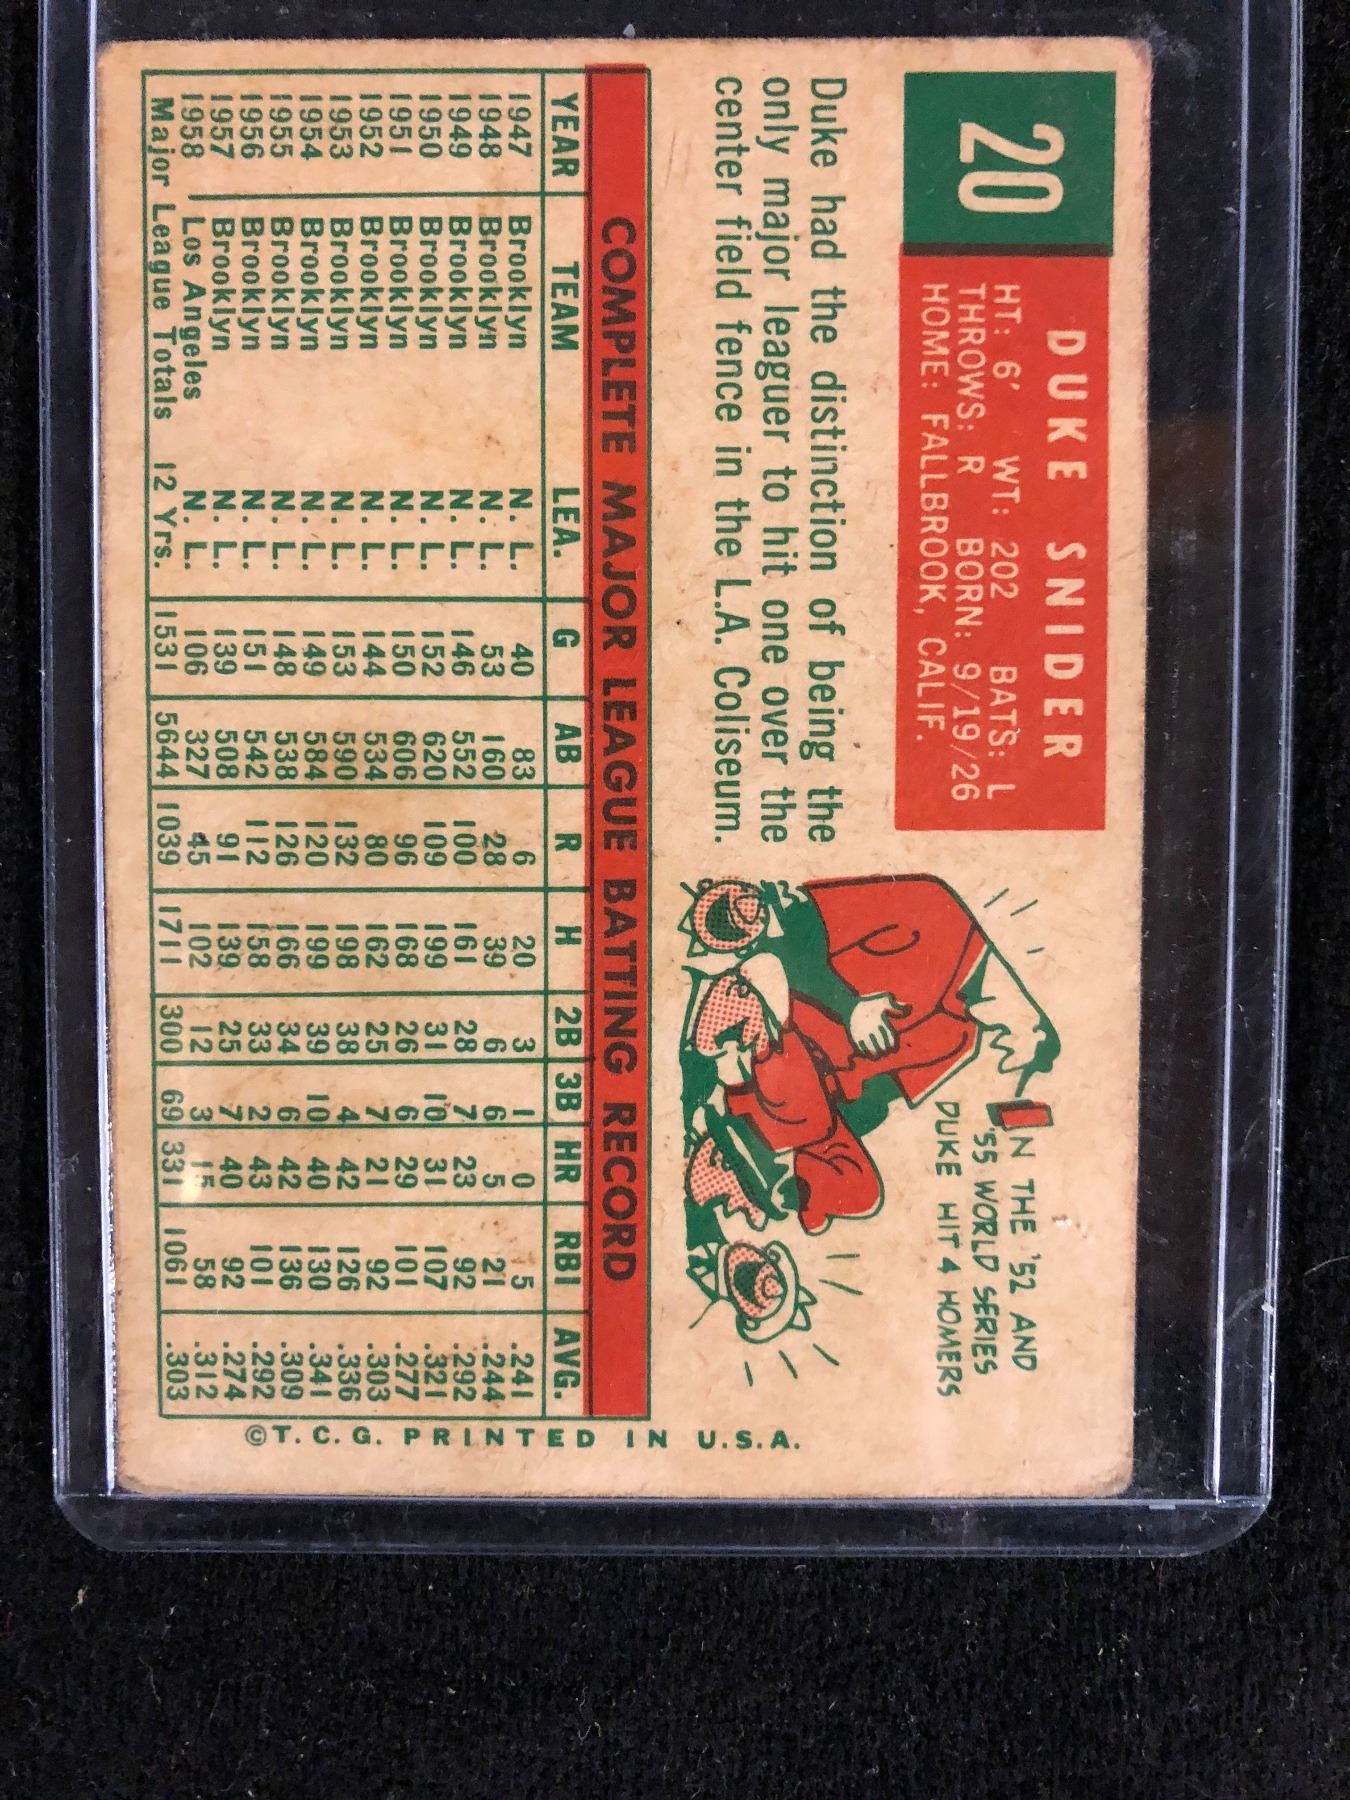 20
DUKE SNIDER
HT: 6' WT: 202 BATS: L
THROWS: R BORN: 9/19/26
HOME: FALLBROOK, CALIF.
Duke had the distinction of being the
only major leaguer to hit one over the
center field fence in the L.A. Coliseum.
IN THE '52 AND
'55 WORLD SERIES
DUKE HIT 4 HOMERS
COMPLETE MAJOR LEAGUE BATTING RECORD
YEAR TEAM LEA. G AB R H 2B 3B HR RBI AVG.
1947 Brooklyn N. L. 40 83 6 20 3 1 0 5 .241
1948 Brooklyn N. L. 53 160 28 39 6 6 5 21 .244
1949 Brooklyn N. L. 146 552 100 161 28 7 23 92 .292
1950 Brooklyn N. L. 152 620 109 199 31 10 31 107 .321
1951 Brooklyn N. L. 150 606 96 168 26 6 29 101 .277
1952 Brooklyn N. L. 144 534 80 162 25 7 21 92 .303
1953 Brooklyn N. L. 153 590 132 198 38 4 42 126 .336
1954 Brooklyn N. L. 149 584 120 199 39 10 40 130 .341
1955 Brooklyn N. L. 148 538 126 166 34 6 42 136 .309
1956 Brooklyn N. L. 151 542 112 158 33 2 43 101 .292
1957 Brooklyn N. L. 139 508 91 139 25 7 40 92 .274
1958 Los Angeles N. L. 106 327 45 102 12 3 15 58 .312
Major League Totals 12 Yrs. 1531 5644 1039 1711 300 69 331 1061 .303
©T. C. G. PRINTED IN U.S.A.